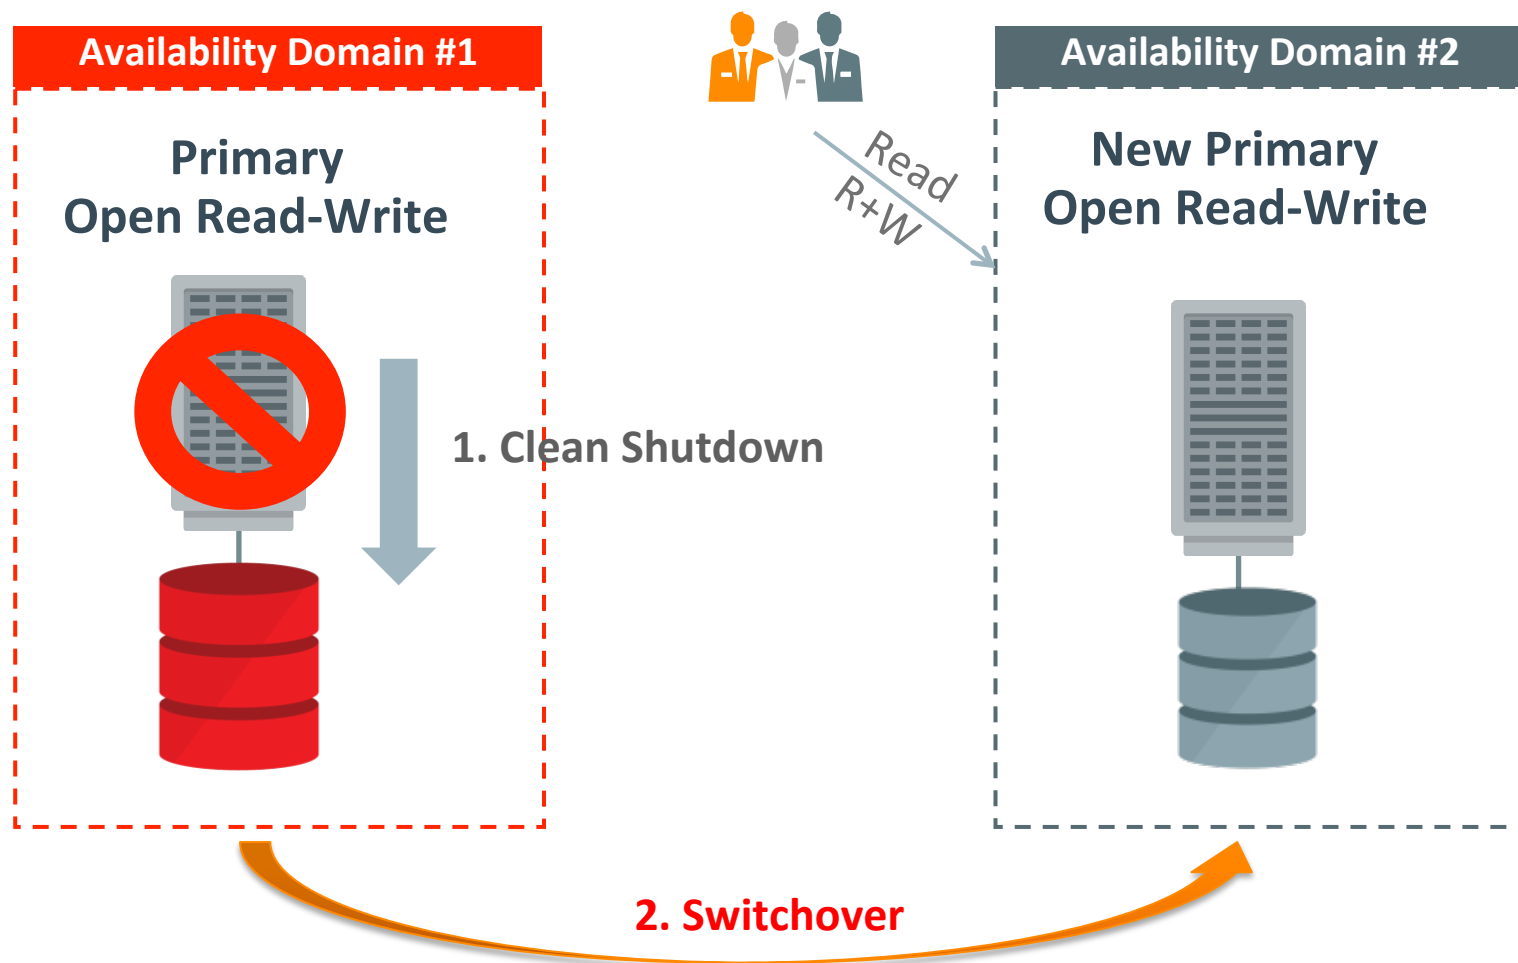 Availability Domain #1
Availability Domain #2
Primary
Open Read-Write
Read
R+W
New Primary
Open Read-Write
1. Clean Shutdown
2. Switchover